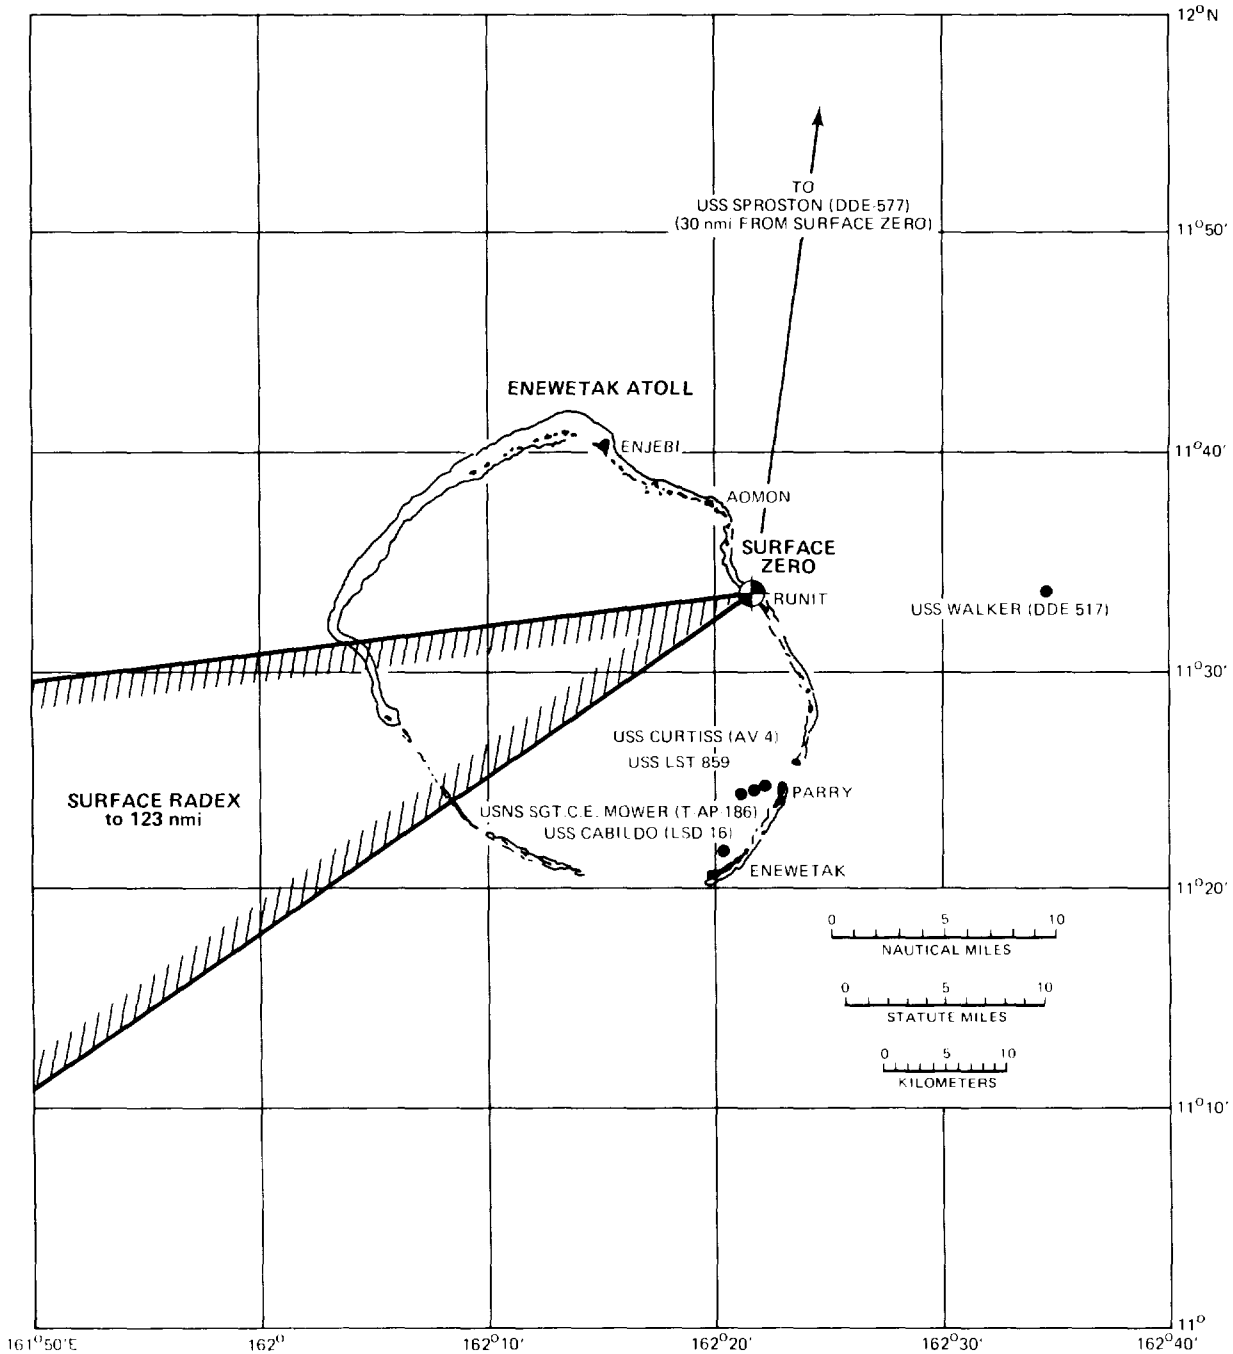 12°N
TO
USS SPROSTON (DDE-577)
(30 nmi FROM SURFACE ZERO)
11°50'
ENEWETAK ATOLL
ENJEBI
11°40'
AOMON
SURFACE
ZERO
RUNIT
USS WALKER (DDE 517)
11°30'
USS CURTISS (AV 4)
USS LST 859
SURFACE RADEX
to 123 nmi
PARRY
USNS SGT.C.E. MOWER (T-AP-186)
USS CABILDO (LSD 16)
ENEWETAK
11°20'
0 5 10
NAUTICAL MILES
0 5 10
STATUTE MILES
0 5 10
KILOMETERS
11°10'
11°
161°50'E 162° 162°10' 162°20' 162°30' 162°40'